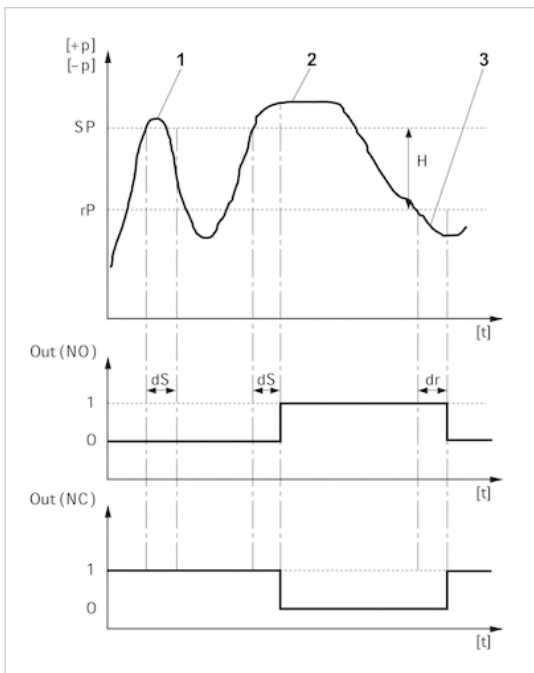 [+p]
[-p]
1
2
3
SP
H
rP
[t]
Out (NO)
dS
dS
dr
1
0
[t]
Out (NC)
1
0
[t]